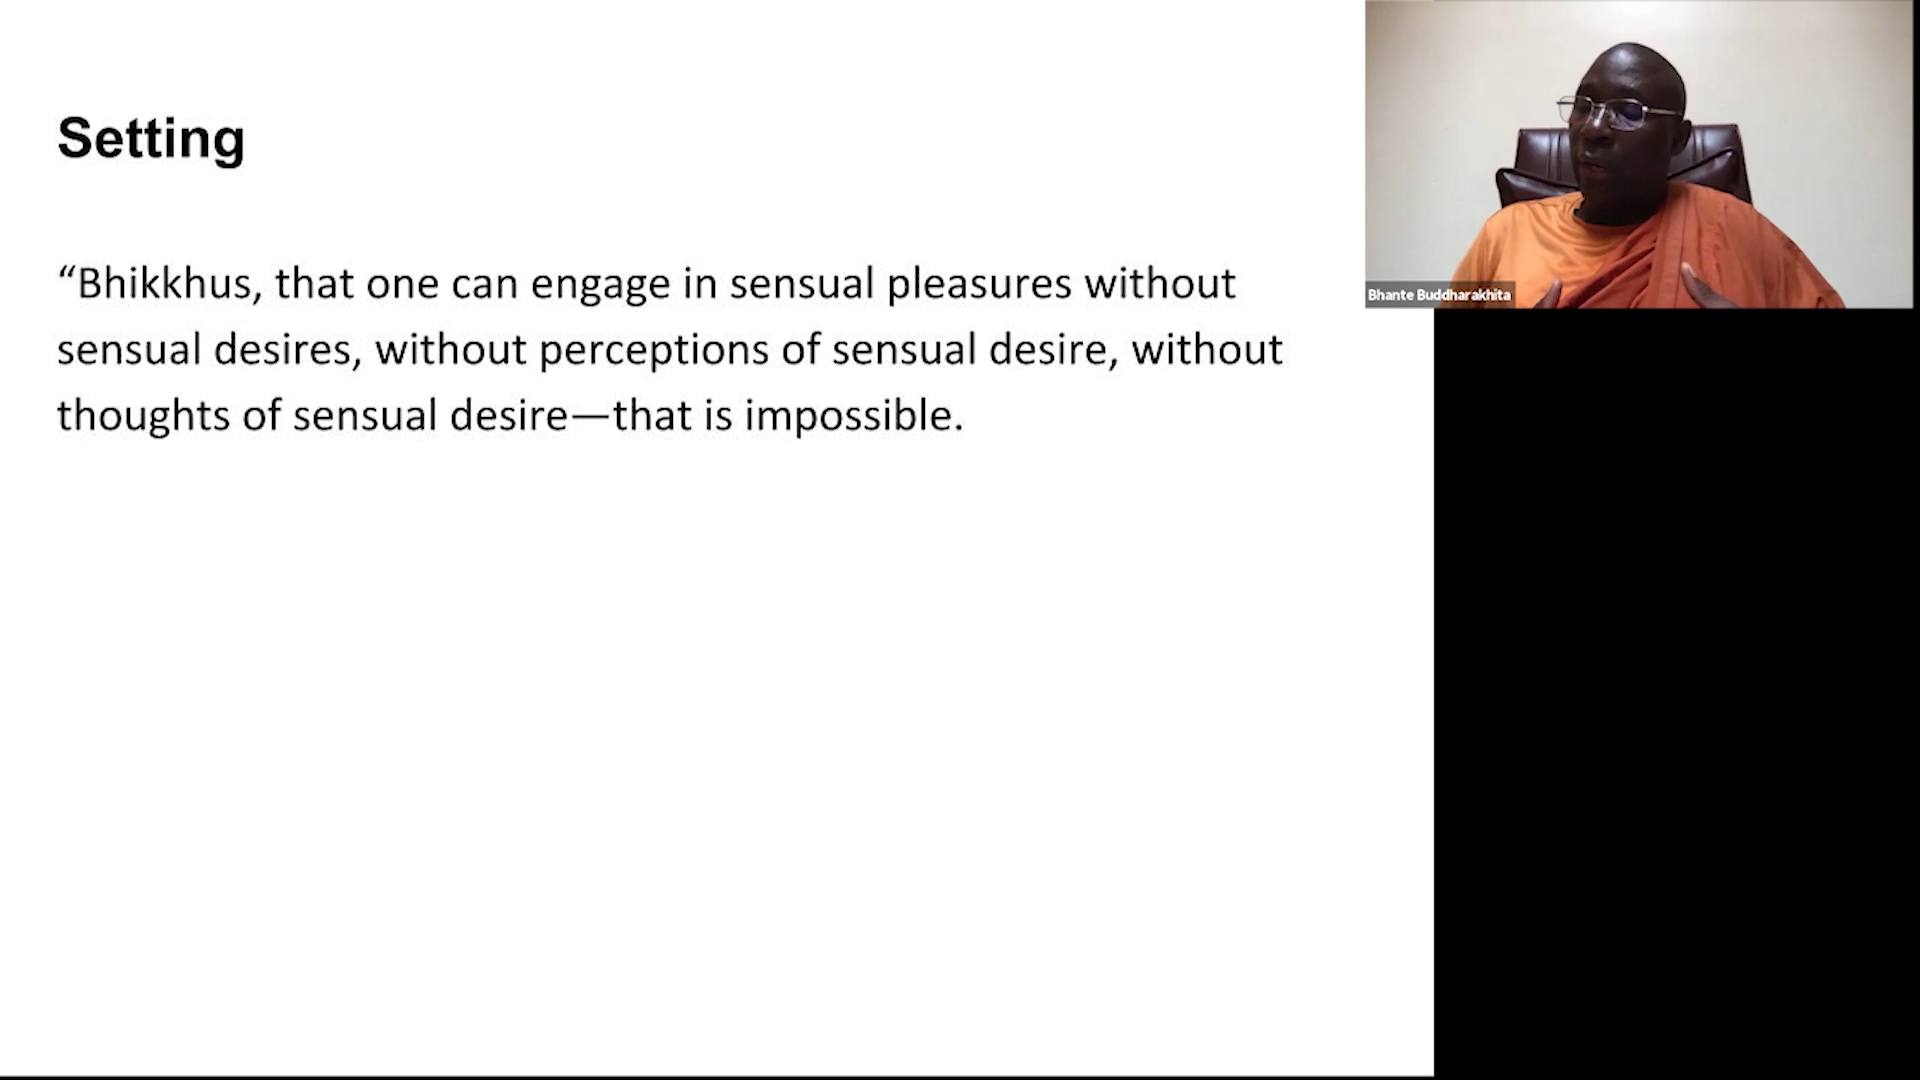 Setting
“Bhikkhus, that one can engage in sensual pleasures without
sensual desires, without perceptions of sensual desire, without
thoughts of sensual desire—that is impossible.
Bhante Buddharakhita